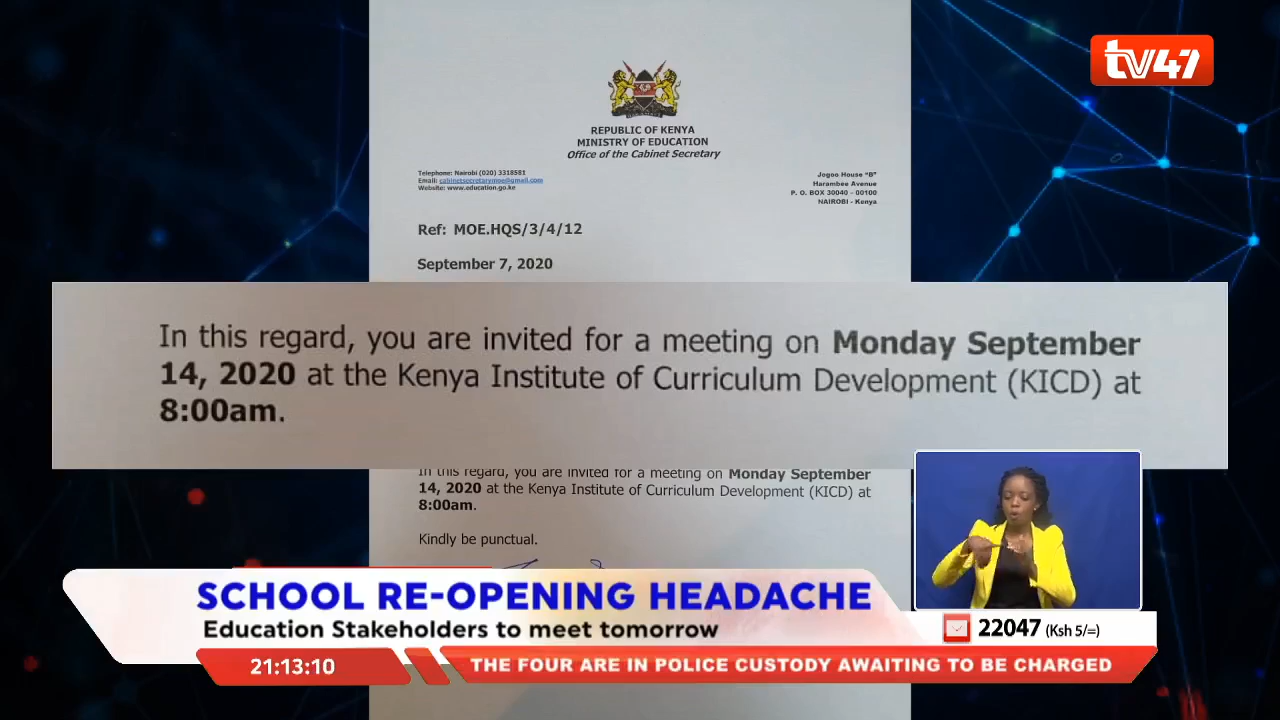 tv47
REPUBLIC OF KENYA
MINISTRY OF EDUCATION
Office of the Cabinet Secretary
Telephone: Nairobi (020) 3318581
Email: cabinetsecretarymoe@gmail.com
Website: www.education.go.ke
Jogoo House "B"
Harambee Avenue
P. O. BOX 30040 - 00100
NAIROBI - Kenya
Ref: MOE.HQS/3/4/12
September 7, 2020
In this regard, you are invited for a meeting on Monday September
14, 2020 at the Kenya Institute of Curriculum Development (KICD) at
8:00am.
In this regard, you are invited for a meeting on Monday September
14, 2020 at the Kenya Institute of Curriculum Development (KICD) at
8:00am.
Kindly be punctual.
SCHOOL RE-OPENING HEADACHE
Education Stakeholders to meet tomorrow
22047 (Ksh 5/=)
21:13:10
THE FOUR ARE IN POLICE CUSTODY AWAITING TO BE CHARGED